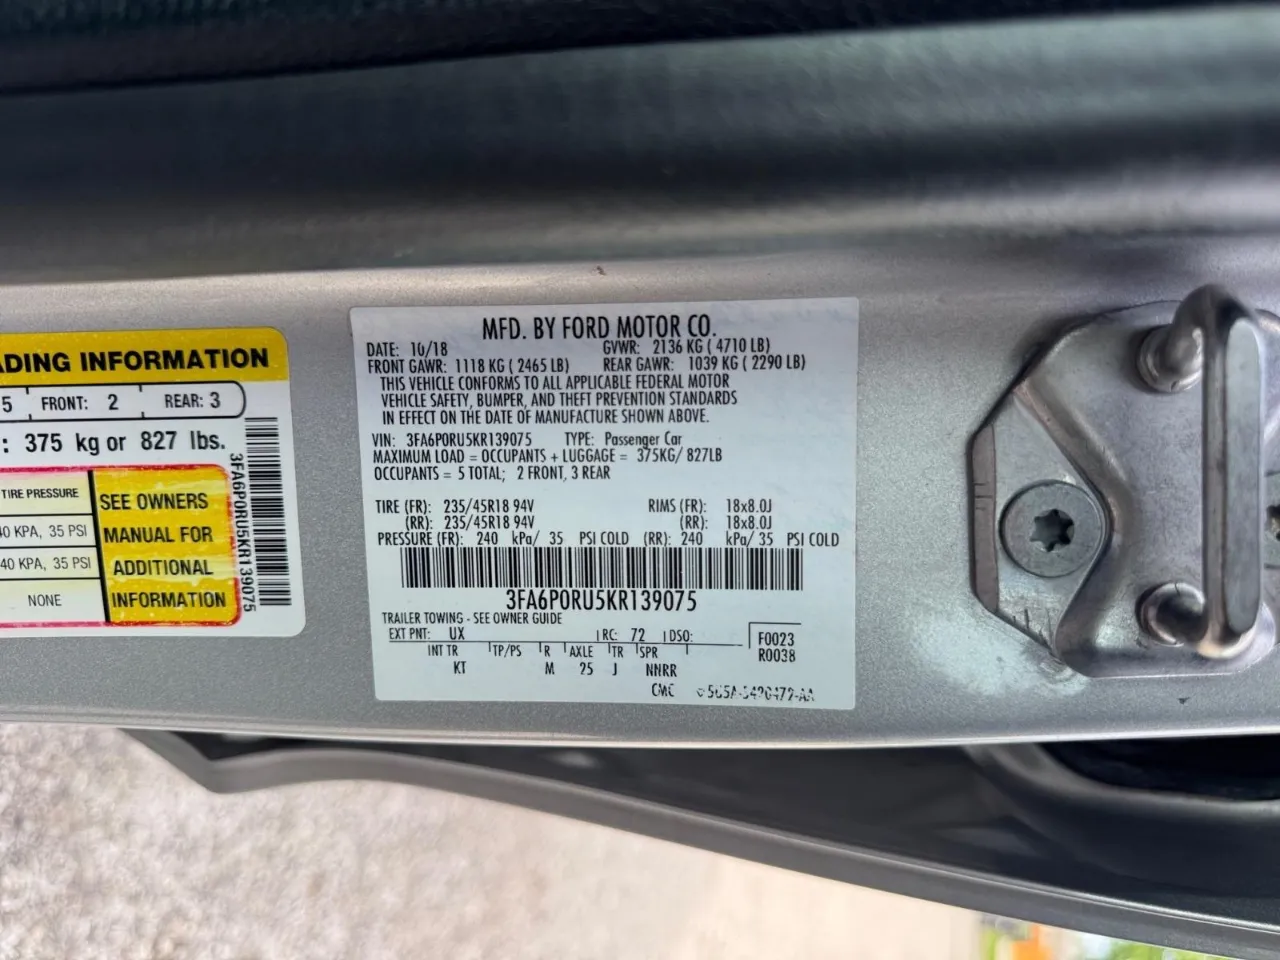 ADING INFORMATION
5 FRONT: 2 REAR: 3
: 375 kg or 827 lbs.
TIRE PRESSURE
40 KPA, 35 PSI
40 KPA, 35 PSI
NONE
SEE OWNERS
MANUAL FOR
ADDITIONAL
INFORMATION
3FA6P0RU5KR139075
MFD. BY FORD MOTOR CO.
DATE: 10/18 GVWR: 2136 KG ( 4710 LB)
FRONT GAWR: 1118 KG ( 2465 LB) REAR GAWR: 1039 KG ( 2290 LB)
THIS VEHICLE CONFORMS TO ALL APPLICABLE FEDERAL MOTOR
VEHICLE SAFETY, BUMPER, AND THEFT PREVENTION STANDARDS
IN EFFECT ON THE DATE OF MANUFACTURE SHOWN ABOVE.
VIN: 3FA6P0RU5KR139075 TYPE: Passenger Car
MAXIMUM LOAD = OCCUPANTS + LUGGAGE = 375KG/ 827LB
OCCUPANTS = 5 TOTAL; 2 FRONT, 3 REAR
TIRE (FR): 235/45R18 94V RIMS (FR): 18x8.0J
(RR): 235/45R18 94V (RR): 18x8.0J
PRESSURE (FR): 240 kPa/ 35 PSI COLD (RR): 240 kPa/ 35 PSI COLD
3FA6P0RU5KR139075
TRAILER TOWING - SEE OWNER GUIDE
EXT PNT: UX RC: 72 DSO: F0023
INT TR TP/PS R AXLE TR SPR R0038
KT M 25 J NNRR
CMC